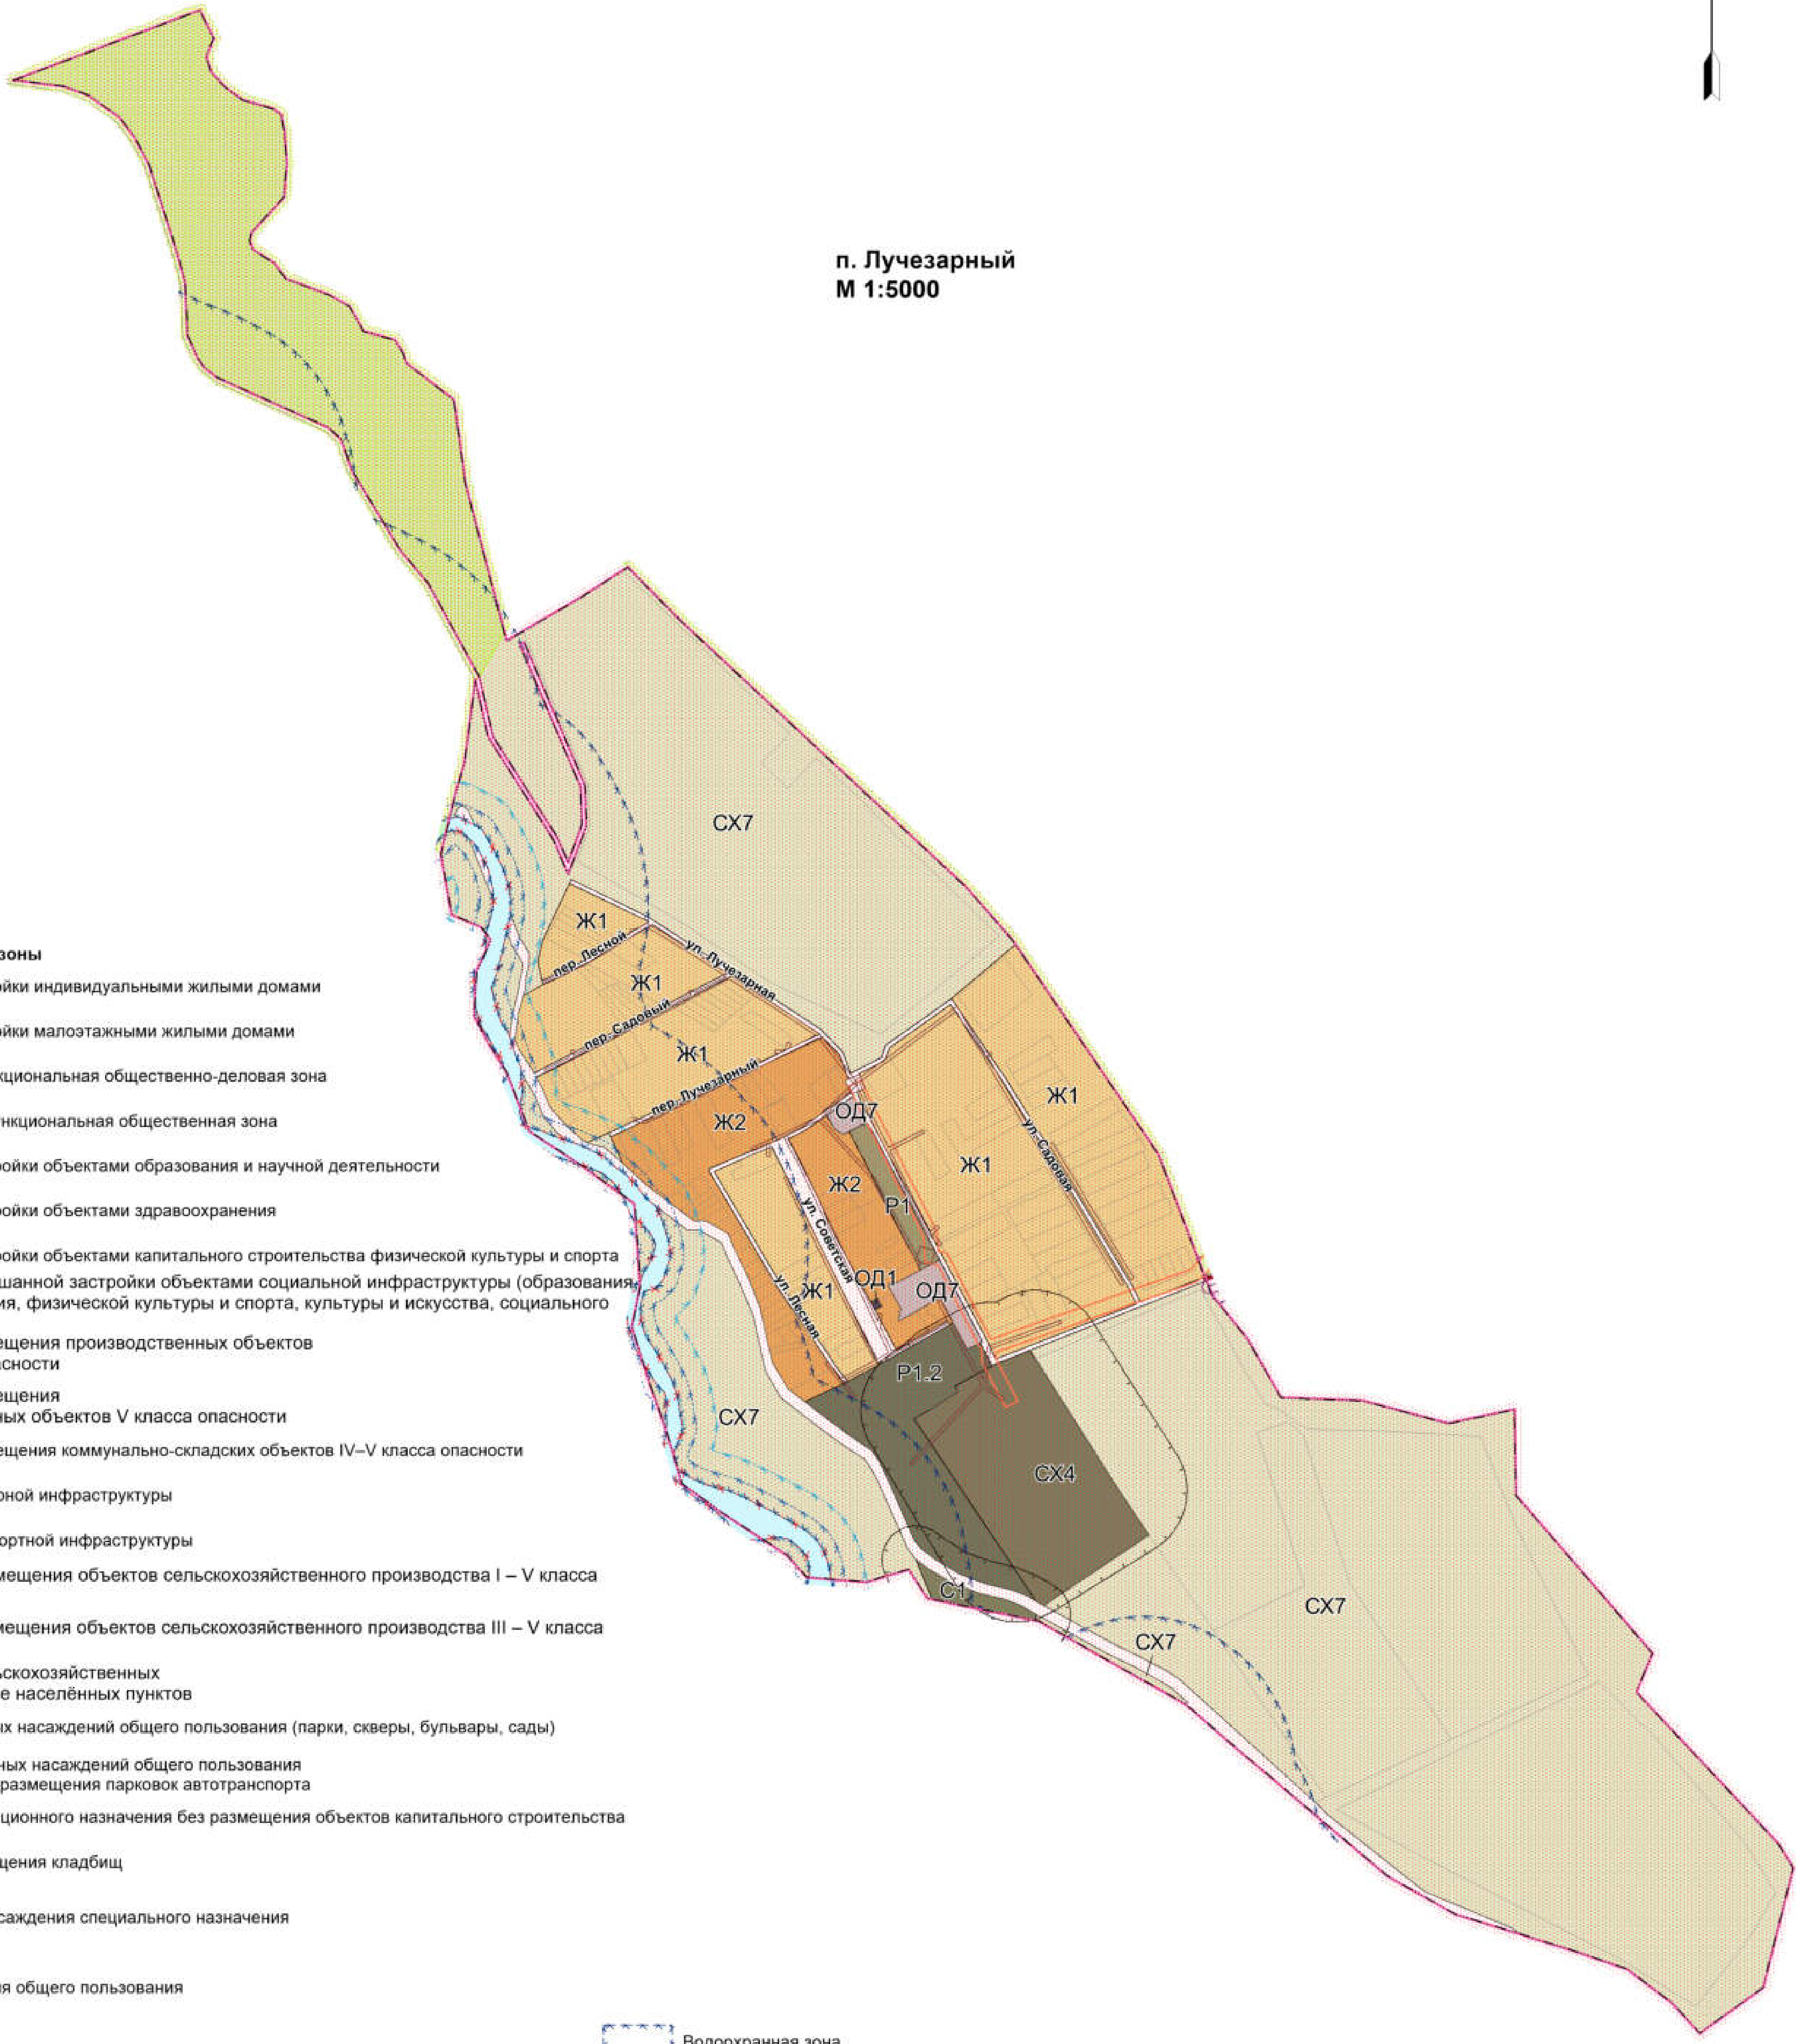 п. Лучезарный
М 1:5000
СХ7
Ж1
пер. Лесной
ул. Лучезарная
Ж1
пер. Садовый
Ж1
пер. Лучезарный
Ж2
ОД7
Ж1
ул. Садовая
Ж1
Ж2
Р1
ул. Советская
ОД1
ОД7
Ж1
ул. Лесная
Р1.2
СХ7
СХ4
С1
СХ7
СХ7
зоны
ойки индивидуальными жилыми домами
ойки малоэтажными жилыми домами
кциональная общественно-деловая зона
нкциональная общественная зона
ойки объектами образования и научной деятельности
ойки объектами здравоохранения
ойки объектами капитального строительства физической культуры и спорта
шанной застройки объектами социальной инфраструктуры (образования,
ия, физической культуры и спорта, культуры и искусства, социального
ещения производственных объектов
асности
ещения
ных объектов V класса опасности
ещения коммунально-складских объектов IV–V класса опасности
рной инфраструктуры
ортной инфраструктуры
мещения объектов сельскохозяйственного производства I – V класса
мещения объектов сельскохозяйственного производства III – V класса
ьскохозяйственных
е населённых пунктов
ых насаждений общего пользования (парки, скверы, бульвары, сады)
ных насаждений общего пользования
размещения парковок автотранспорта
ционного назначения без размещения объектов капитального строительства
щения кладбищ
саждения специального назначения
ия общего пользования
Водоохранная зона